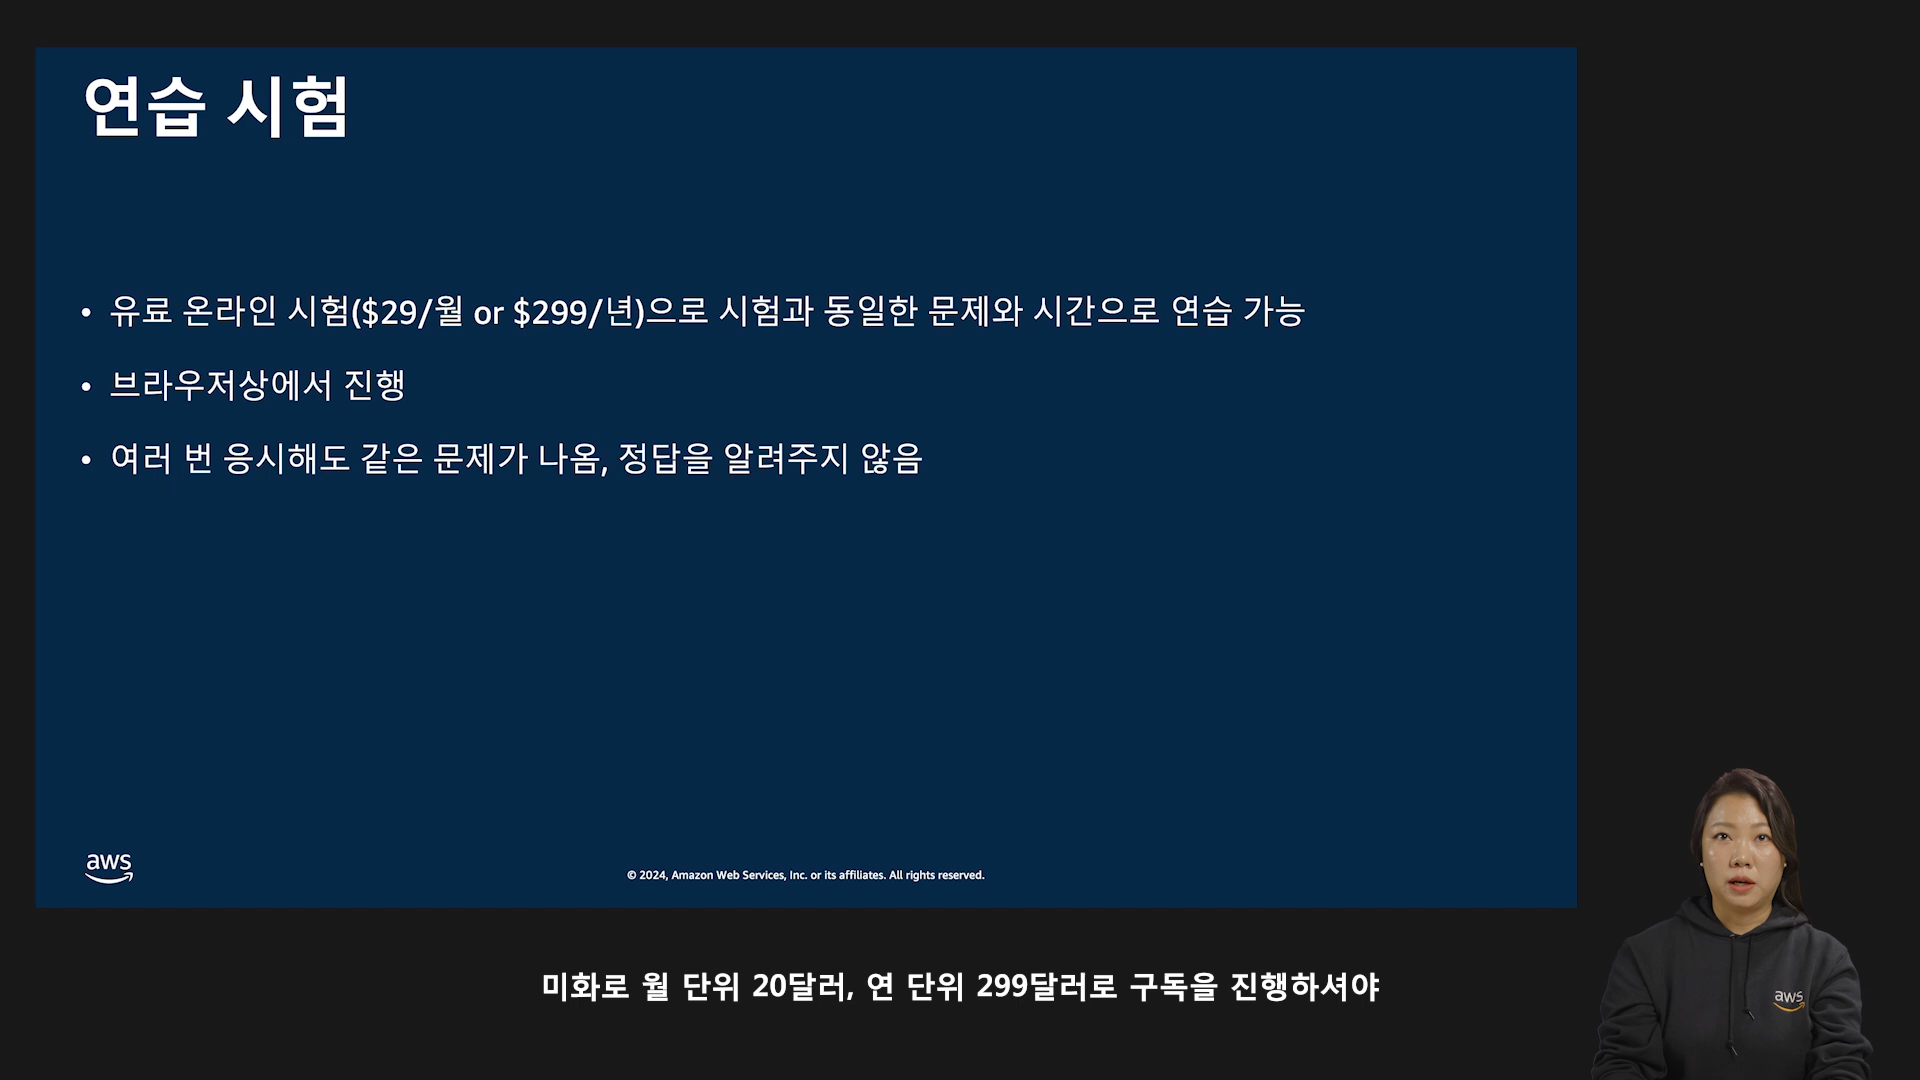 연습 시험
• 유료 온라인 시험($29/월 or $299/년)으로 시험과 동일한 문제와 시간으로 연습 가능
• 브라우저상에서 진행
• 여러 번 응시해도 같은 문제가 나옴, 정답을 알려주지 않음
aws
© 2024, Amazon Web Services, Inc. or its affiliates. All rights reserved.
aws
미화로 월 단위 20달러, 연 단위 299달러로 구독을 진행하셔야